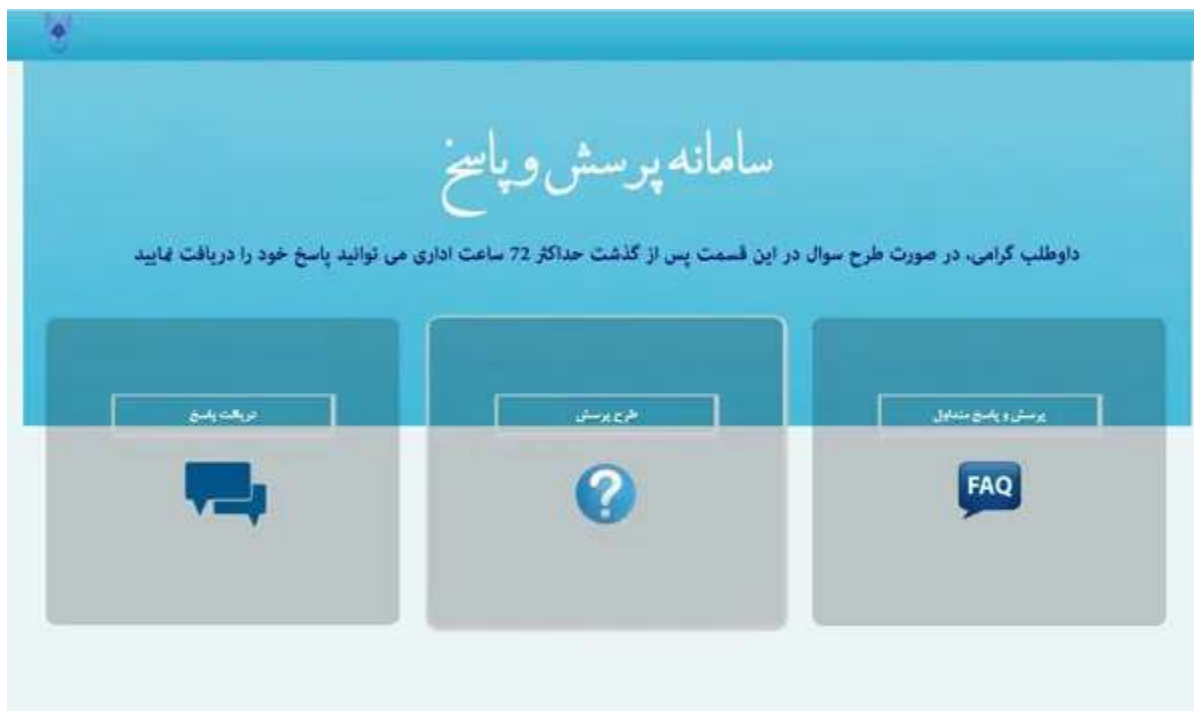 سامانه پرسش و پاسخ
داوطلب گرامی، در صورت طرح سوال در این قسمت پس از گذشت حداکثر 72 ساعت اداری می توانید پاسخ خود را دریافت نمایید
پرسش و پاسخ متداول
طرح پرسش
دریافت پاسخ
FAQ